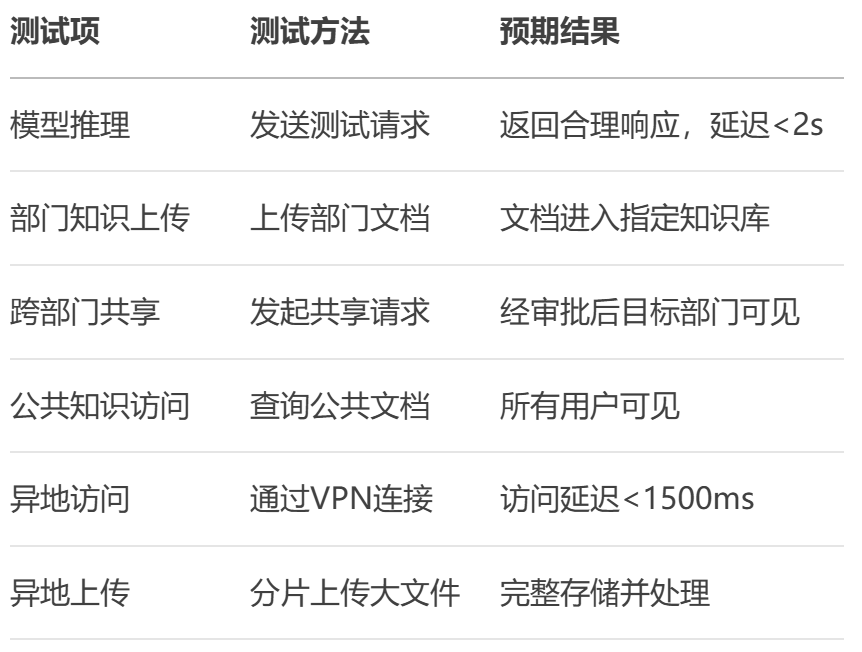 测试项 测试方法 预期结果
模型推理 发送测试请求 返回合理响应，延迟<2s
部门知识上传 上传部门文档 文档进入指定知识库
跨部门共享 发起共享请求 经审批后目标部门可见
公共知识访问 查询公共文档 所有用户可见
异地访问 通过VPN连接 访问延迟<1500ms
异地上传 分片上传大文件 完整存储并处理